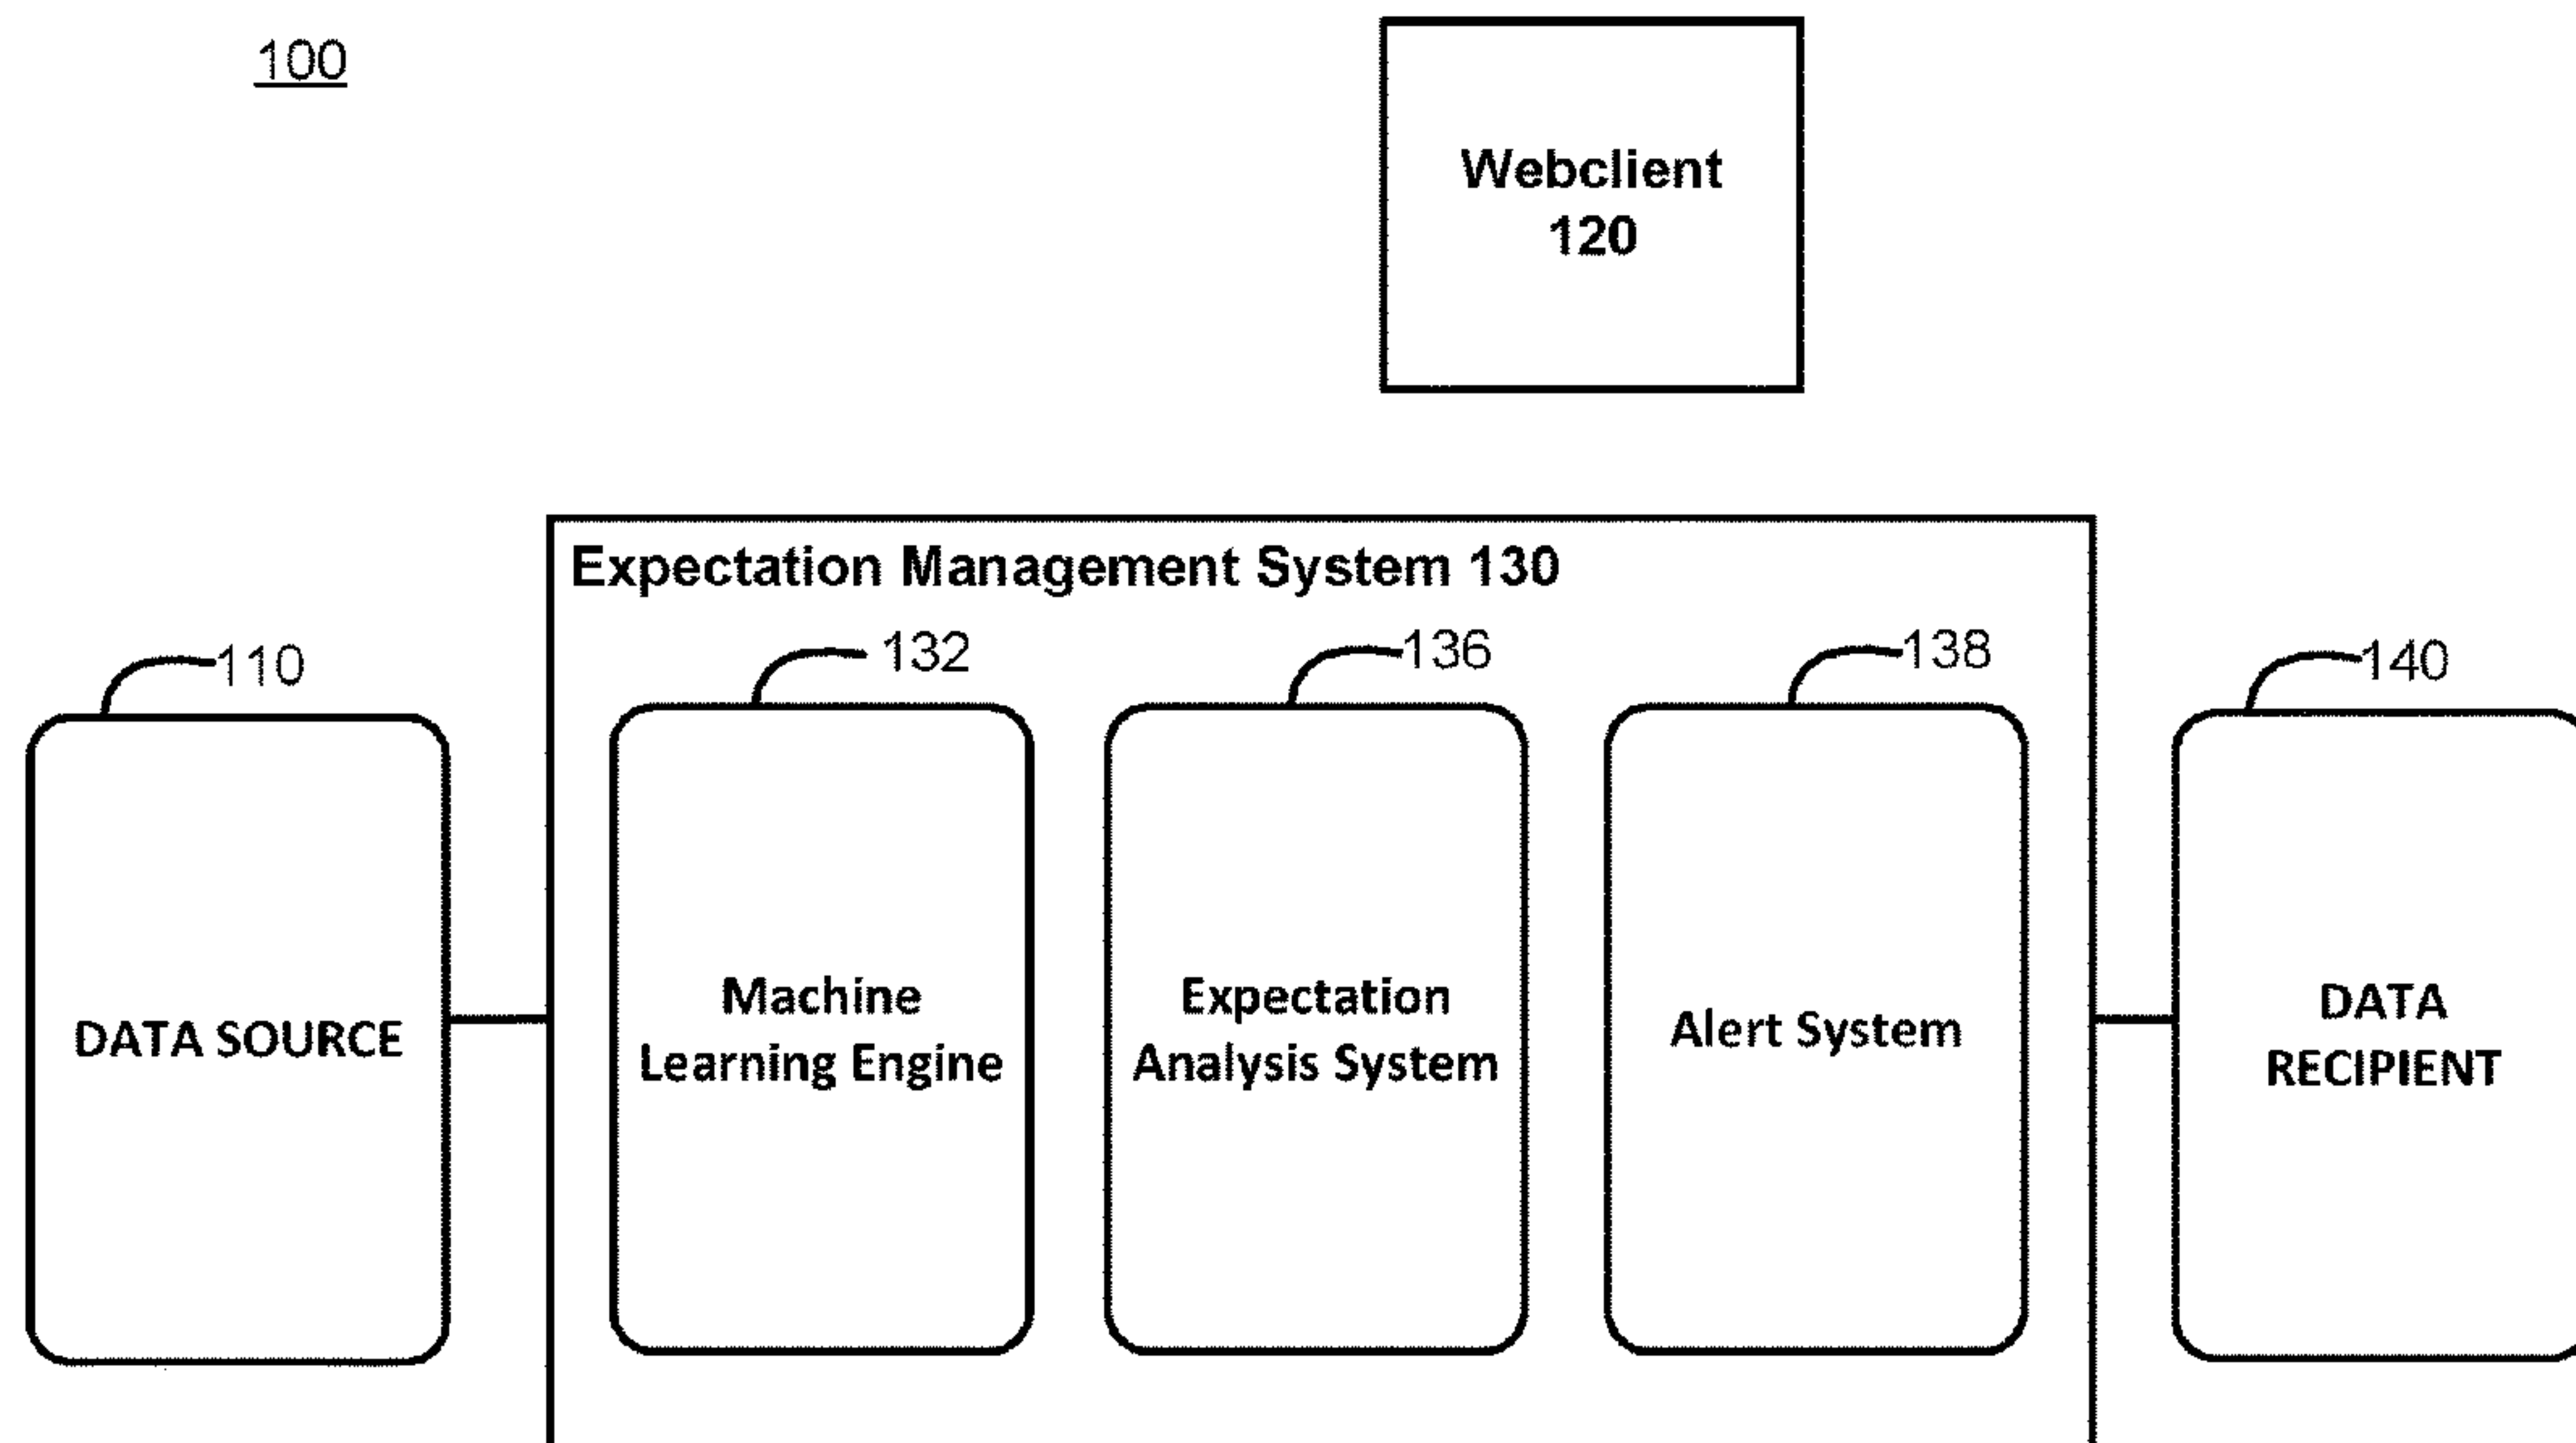 100
Webclient
120
Expectation Management System 130
110
132
136
138
140
DATA SOURCE
Machine
Learning Engine
Expectation
Analysis System
Alert System
DATA
RECIPIENT